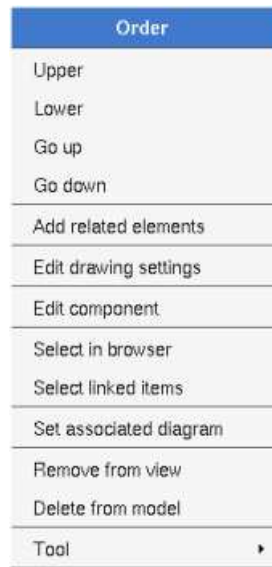 Order
Upper
Lower
Go up
Go down
Add related elements
Edit drawing settings
Edit component
Select in browser
Select linked items
Set associated diagram
Remove from view
Delete from model
Tool